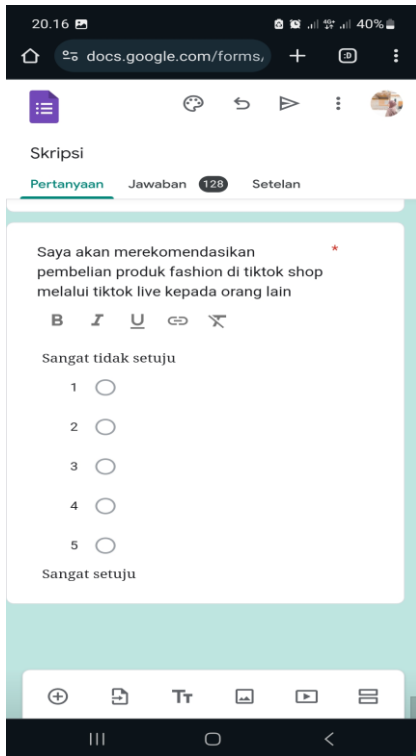 20.16
40%
docs.google.com/forms,
:D
Skripsi
Pertanyaan Jawaban 128 Setelan
Saya akan merekomendasikan *
pembelian produk fashion di tiktok shop
melalui tiktok live kepada orang lain
B I U
Sangat tidak setuju
1
2
3
4
5
Sangat setuju
Tт